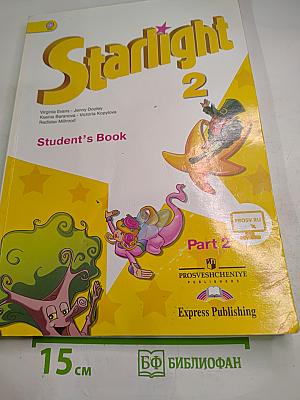 Starlight
2
Virginia Evans - Jenny Dooley
Ksenia Baranova - Victoria Kopylova
Radislav Millrood
Student's Book
PROSV.RU
Part 2
PROSVESHCHENIYE
PUBLISHERS
Express Publishing
15 см
БФ БИБЛИОФАН